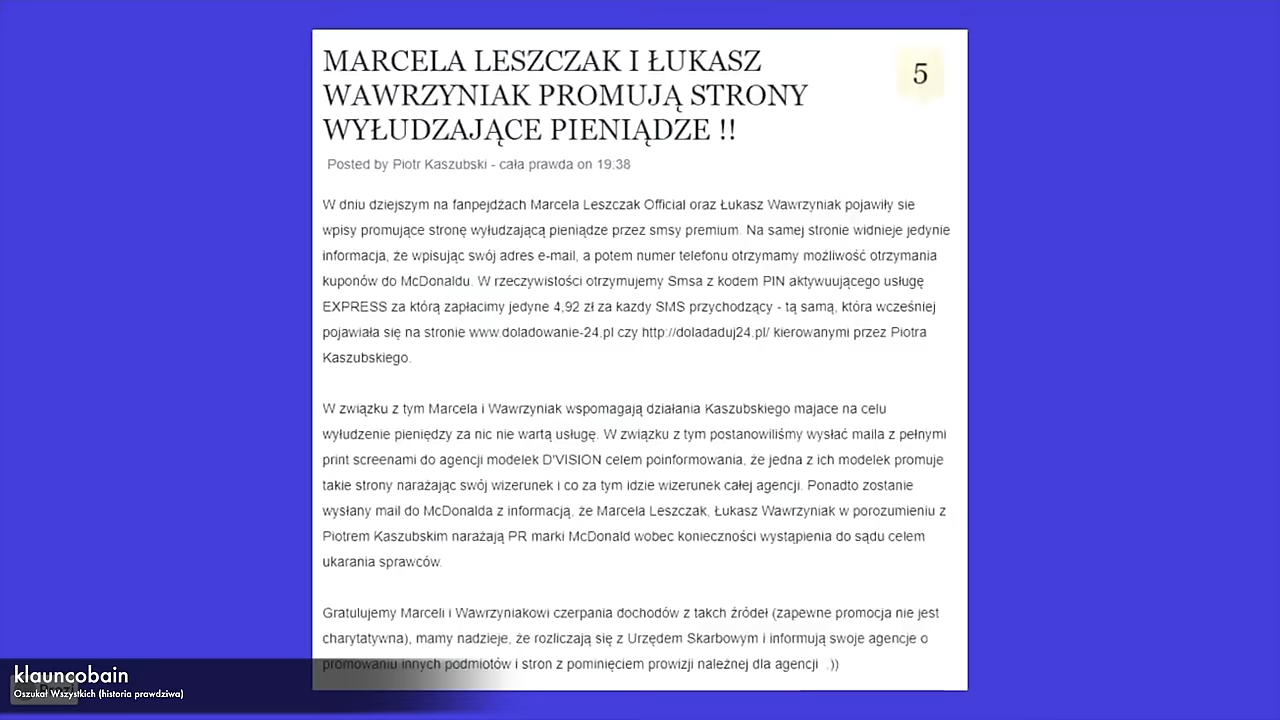 MARCELA LESZCZAK I ŁUKASZ
WAWRZYNIAK PROMUJĄ STRONY
WYŁUDZAJĄCE PIENIĄDZE !!
5
Posted by Piotr Kaszubski - cała prawda on 19:38
W dniu dziejszym na fanpejdżach Marcela Leszczak Official oraz Łukasz Wawrzyniak pojawiły sie
wpisy promujące stronę wyłudzającą pieniądze przez smsy premium. Na samej stronie widnieje jedynie
informacja, że wpisując swój adres e-mail, a potem numer telefonu otrzymamy możliwość otrzymania
kuponów do McDonaldu. W rzeczywistości otrzymujemy Smsa z kodem PIN aktywuującego usługę
EXPRESS za którą zapłacimy jedyne 4,92 zł za kazdy SMS przychodzący - tą samą, która wcześniej
pojawiała się na stronie www.doladowanie-24.pl czy http://doladaduj24.pl/ kierowanymi przez Piotra
Kaszubskiego.
W związku z tym Marcela i Wawrzyniak wspomagają działania Kaszubskiego majace na celu
wyłudzenie pieniędzy za nic nie wartą usługę. W związku z tym postanowiliśmy wysłać maila z pełnymi
print screenami do agencji modelek D'VISION celem poinformowania, że jedna z ich modelek promuje
takie strony narażając swój wizerunek i co za tym idzie wizerunek całej agencji. Ponadto zostanie
wysłany mail do McDonalda z informacją, że Marcela Leszczak, Łukasz Wawrzyniak w porozumieniu z
Piotrem Kaszubskim narażają PR marki McDonald wobec konieczności wystąpienia do sądu celem
ukarania sprawców.
Gratulujemy Marceli i Wawrzyniakowi czerpania dochodów z takch źródeł (zapewne promocja nie jest
charytatywna), mamy nadzieje, że rozliczają się z Urzędem Skarbowym i informują swoje agencje o
promowaniu innych podmiotów i stron z pominięciem prowizji należnej dla agencji .))
klauncobain
Oszukał Wszystkich (historia prawdziwa)